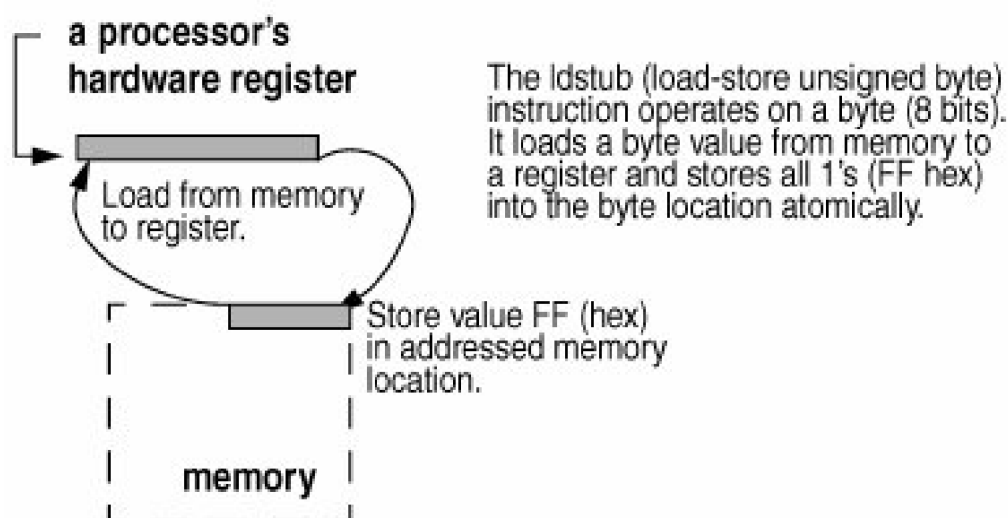 a processor's
hardware register
The ldstub (load-store unsigned byte)
instruction operates on a byte (8 bits).
It loads a byte value from memory to
a register and stores all 1's (FF hex)
into the byte location atomically.
Load from memory
to register.
Store value FF (hex)
in addressed memory
location.
memory